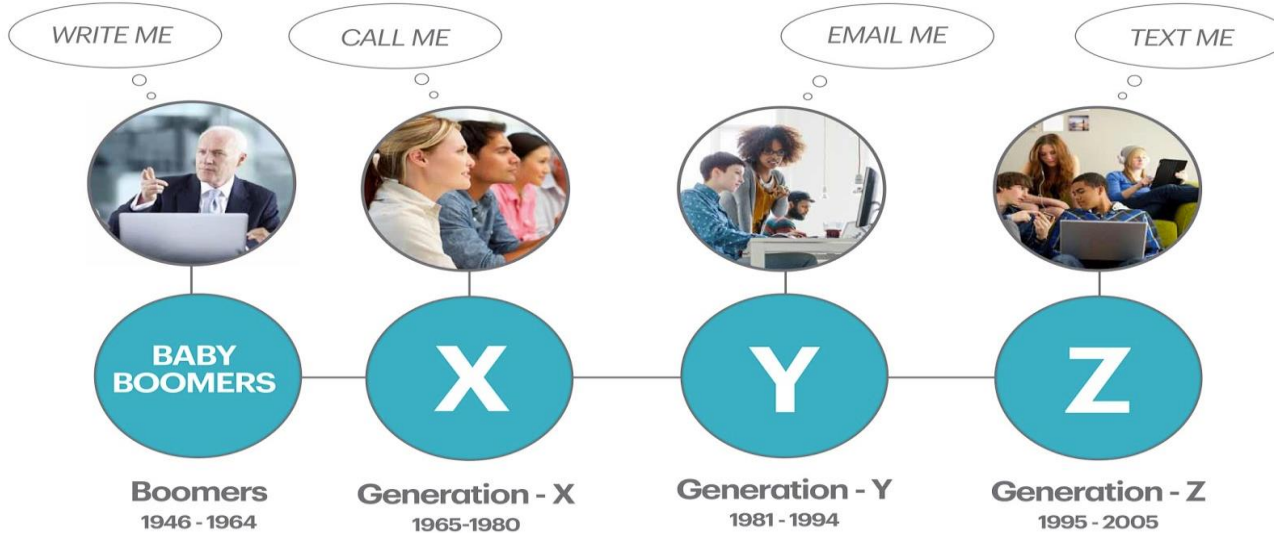 WRITE ME
CALL ME
EMAIL ME
TEXT ME
BABY
BOOMERS
X
Y
Z
Boomers
1946 - 1964
Generation - X
1965-1980
Generation - Y
1981 - 1994
Generation - Z
1995 - 2005